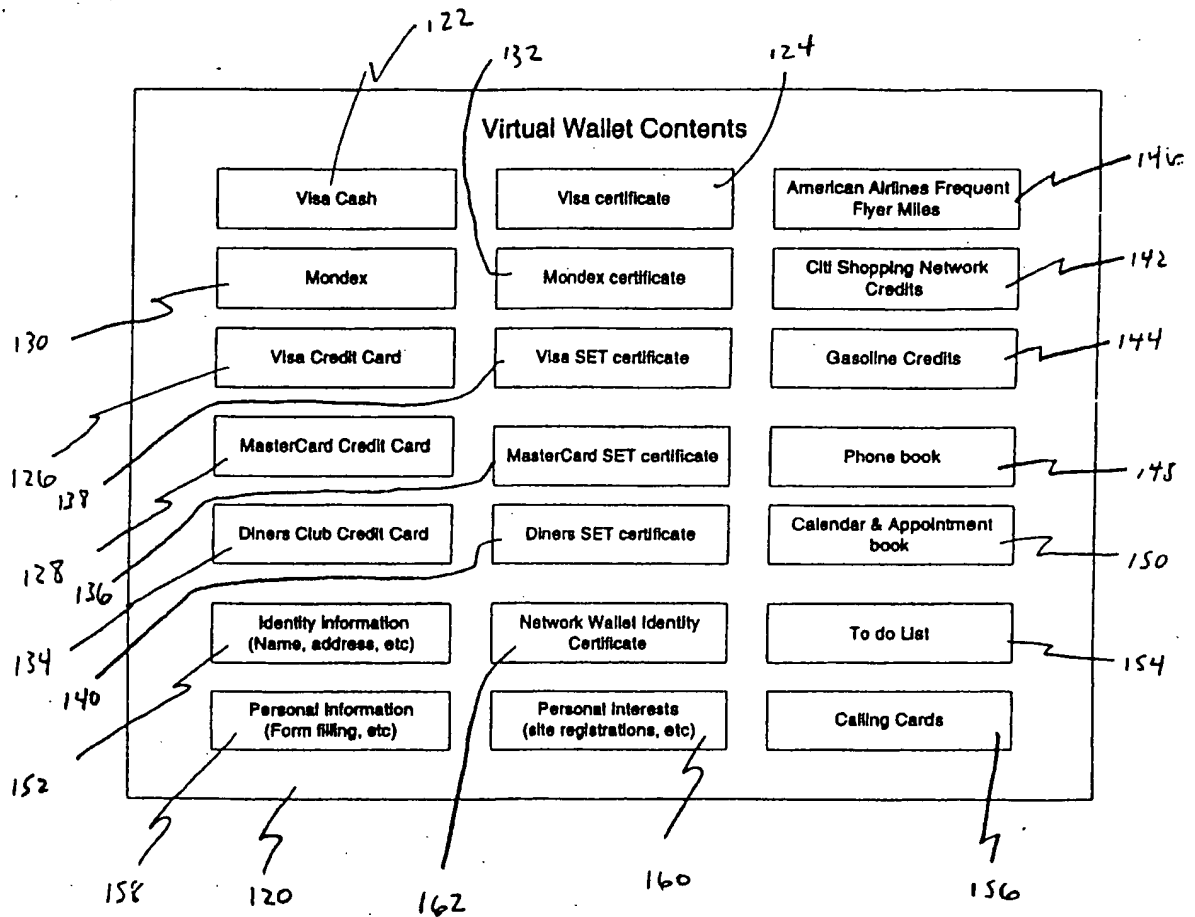 122
132
124
Virtual Wallet Contents
Visa Cash
Visa certificate
American Airlines Frequent
Flyer Miles
146
Mondex
Mondex certificate
Citi Shopping Network
Credits
142
130
Visa Credit Card
Visa SET certificate
Gasoline Credits
144
126
138
MasterCard Credit Card
MasterCard SET certificate
Phone book
148
128
136
Diners Club Credit Card
Diners SET certificate
Calendar & Appointment
book
150
134
140
Identity Information
(Name, address, etc)
Network Wallet Identity
Certificate
To do List
154
152
Personal Information
(Form filling, etc)
Personal Interests
(site registrations, etc)
Calling Cards
158
120
162
160
156